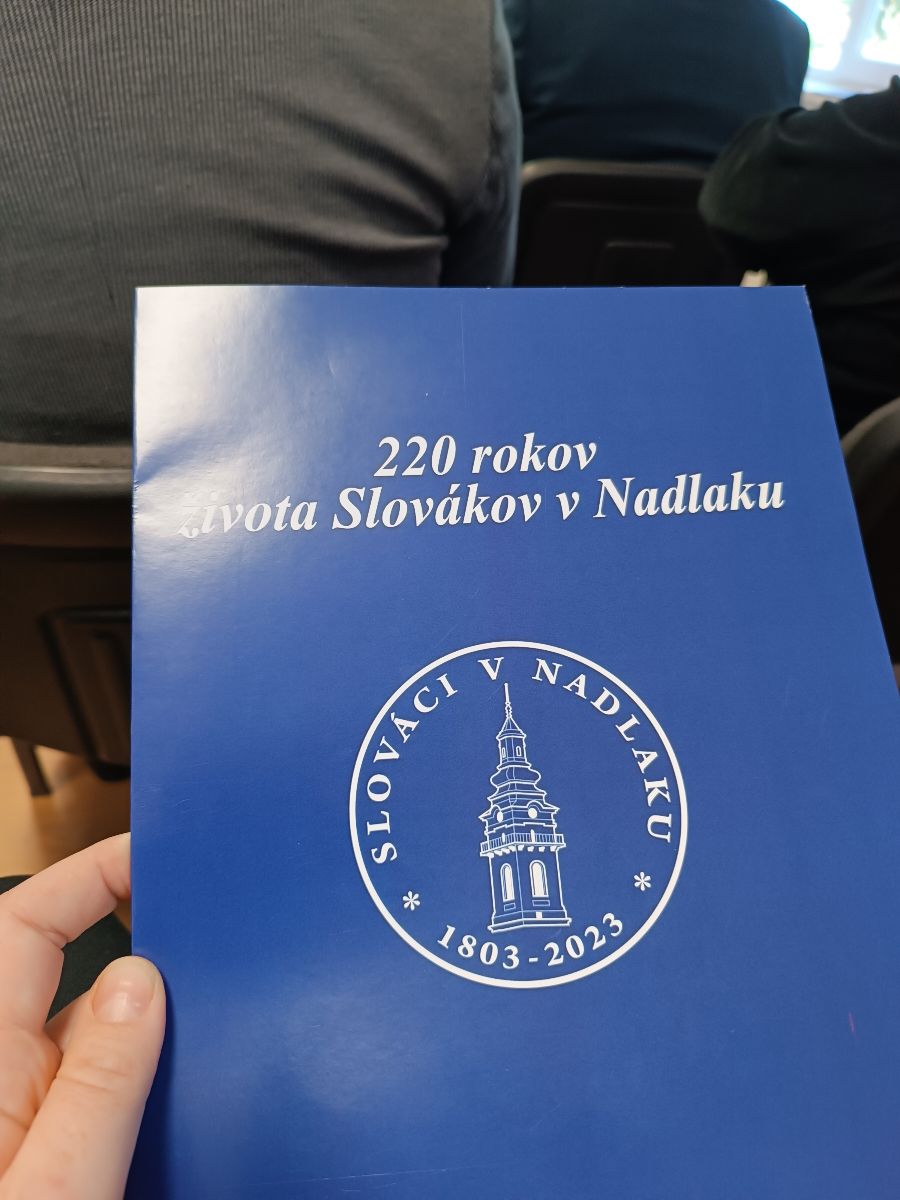 220 rokov
života Slovákov v Nadlaku
SLOVÁCI V NADLAKU
* 1803-2023 *